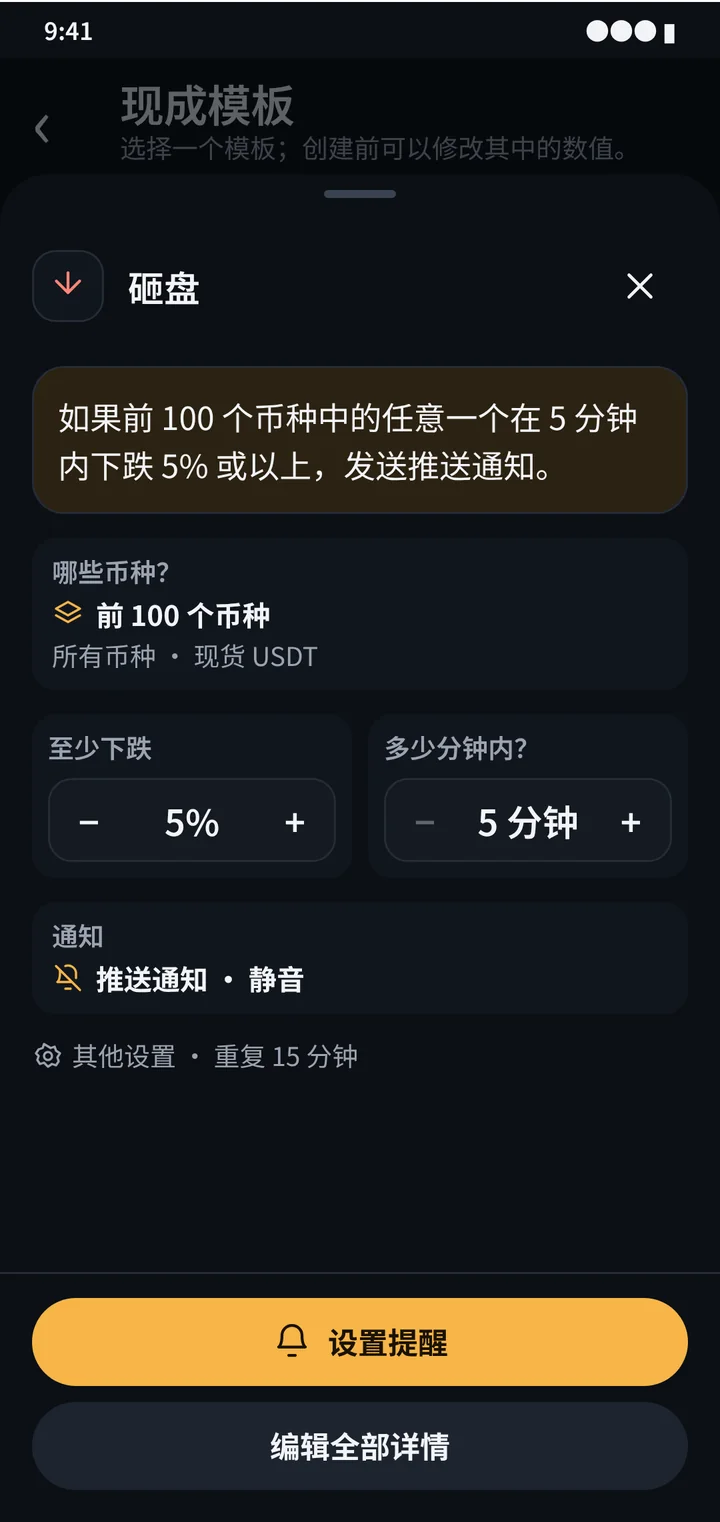 9:41
现成模板
选择一个模板；创建前可以修改其中的数值。
砸盘
如果前 100 个币种中的任意一个在 5 分钟
内下跌 5% 或以上，发送推送通知。
哪些币种？
前 100 个币种
所有币种 • 现货 USDT
至少下跌
− 5% +
多少分钟内？
− 5 分钟 +
通知
推送通知 • 静音
其他设置 • 重复 15 分钟
设置提醒
编辑全部详情